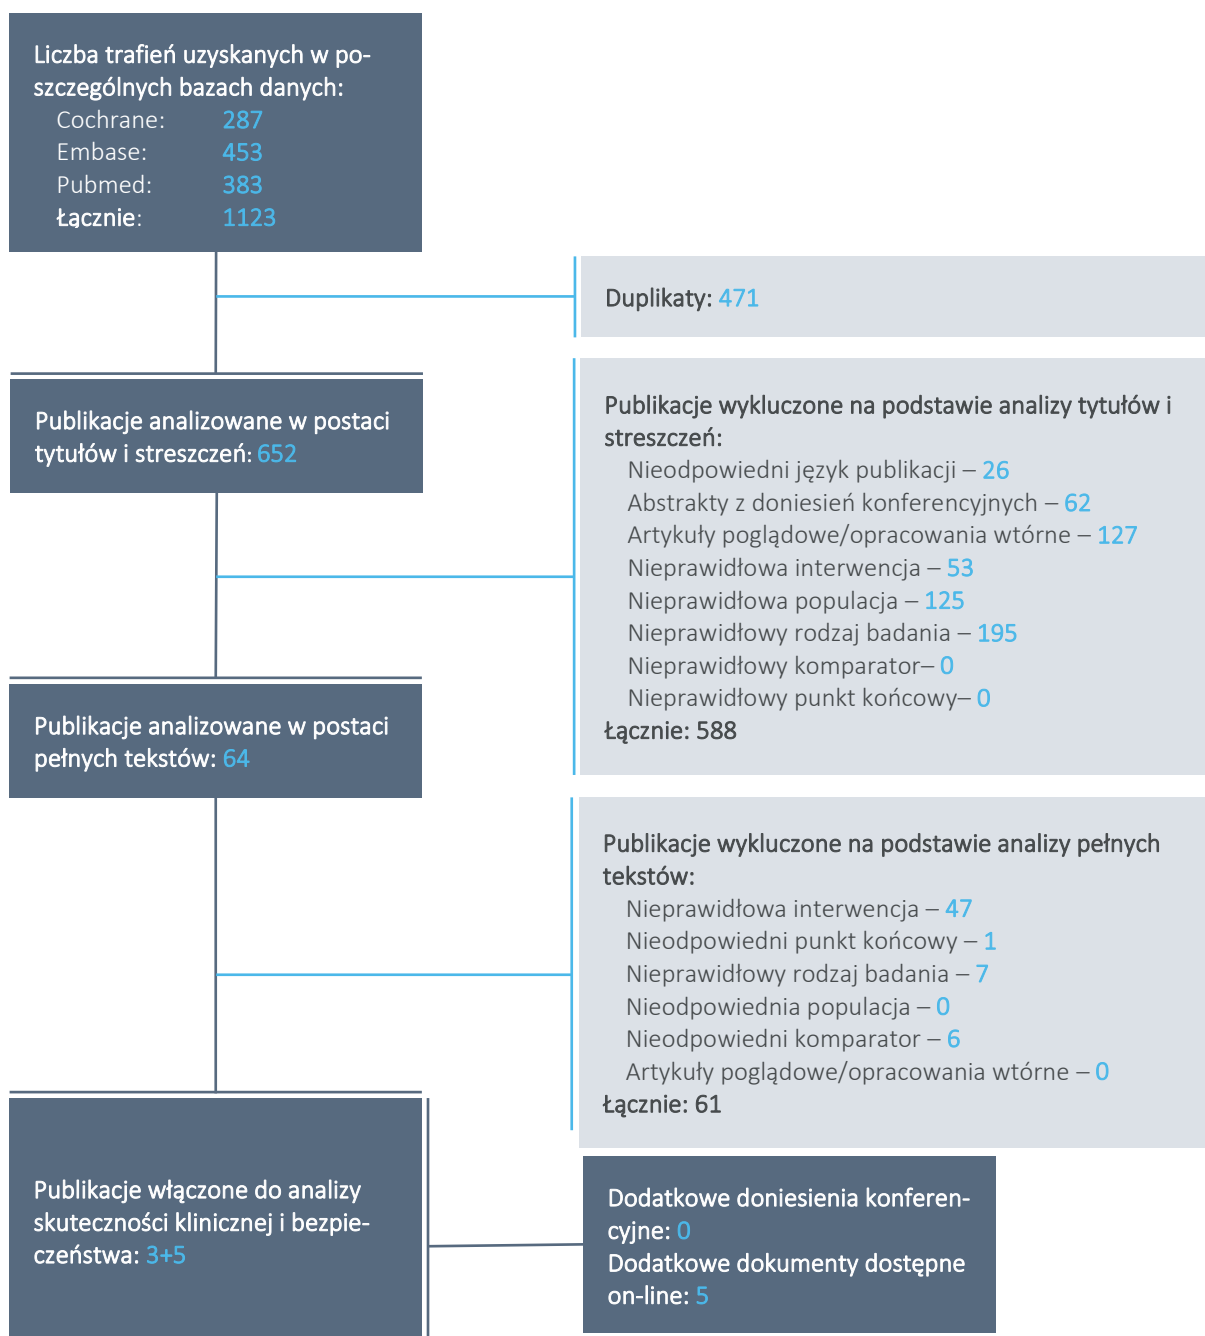 Liczba trafień uzyskanych w po-
szczególnych bazach danych:
Cochrane: 287
Embase: 453
Pubmed: 383
Łącznie: 1123
Duplikaty: 471
Publikacje analizowane w postaci
tytułów i streszczeń: 652
Publikacje wykluczone na podstawie analizy tytułów i
streszczeń:
Nieodpowiedni język publikacji – 26
Abstrakty z doniesień konferencyjnych – 62
Artykuły poglądowe/opracowania wtórne – 127
Nieprawidłowa interwencja – 53
Nieprawidłowa populacja – 125
Nieprawidłowy rodzaj badania – 195
Nieprawidłowy komparator– 0
Nieprawidłowy punkt końcowy– 0
Łącznie: 588
Publikacje analizowane w postaci
pełnych tekstów: 64
Publikacje wykluczone na podstawie analizy pełnych
tekstów:
Nieprawidłowa interwencja – 47
Nieodpowiedni punkt końcowy – 1
Nieprawidłowy rodzaj badania – 7
Nieodpowiednia populacja – 0
Nieodpowiedni komparator – 6
Artykuły poglądowe/opracowania wtórne – 0
Łącznie: 61
Publikacje włączone do analizy
skuteczności klinicznej i bezpie-
czeństwa: 3+5
Dodatkowe doniesienia konferen-
cyjne: 0
Dodatkowe dokumenty dostępne
on-line: 5